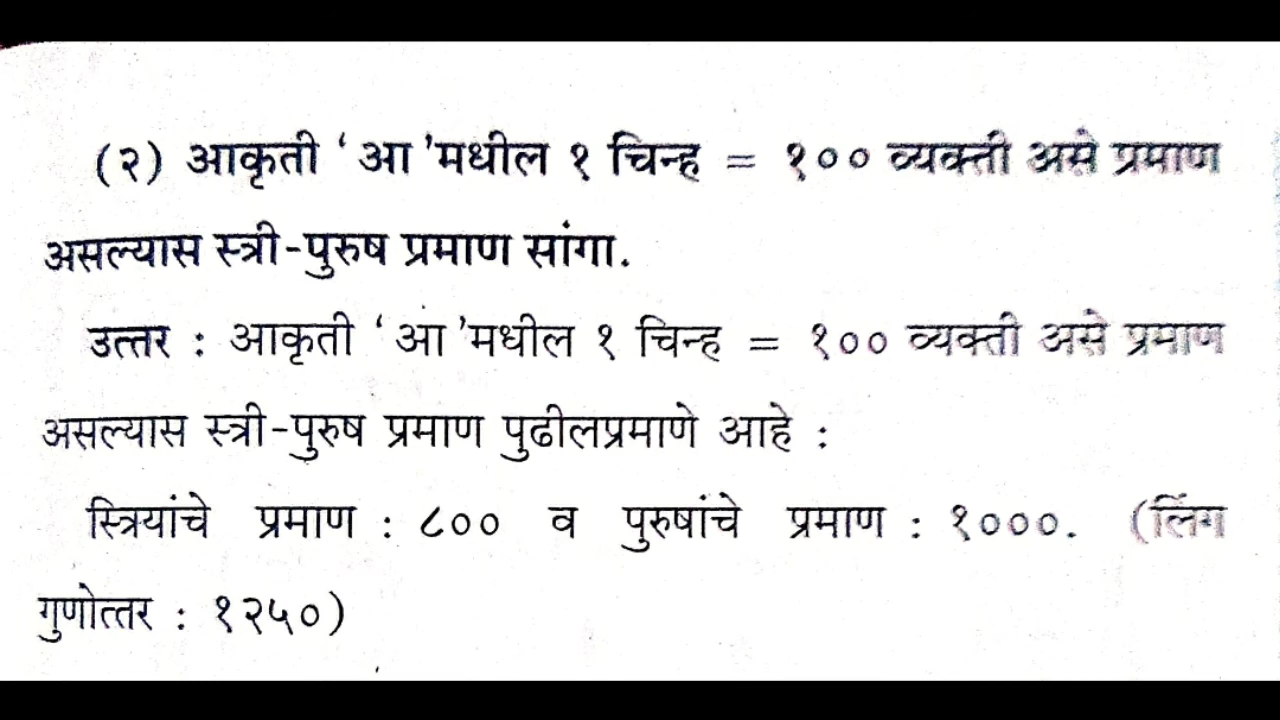 (२) आकृती ‘आ’मधील १ चिन्ह = १०० व्यक्ती असे प्रमाण
असल्यास स्त्री-पुरुष प्रमाण सांगा.
उत्तर : आकृती ‘आ’मधील १ चिन्ह = १०० व्यक्ती असे प्रमाण
असल्यास स्त्री-पुरुष प्रमाण पुढीलप्रमाणे आहे :
स्त्रियांचे प्रमाण : ८०० व पुरुषांचे प्रमाण : १०००. (लिंग
गुणोत्तर : १२५०)